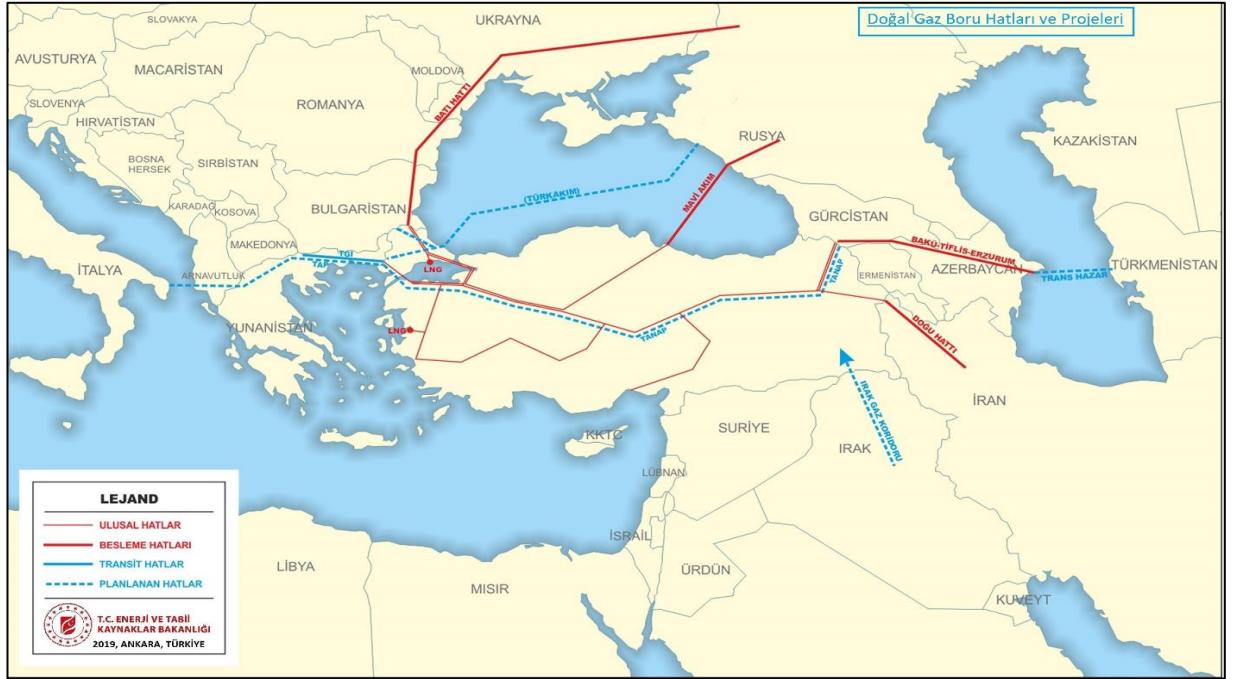 Doğal Gaz Boru Hatları ve Projeleri
SLOVAKYA
UKRAYNA
AVUSTURYA
MACARİSTAN
MOLDOVA
SLOVENYA
HIRVATİSTAN
ROMANYA
BATI HATTI
RUSYA
KAZAKİSTAN
BOSNA
HERSEK
SIRBİSTAN
(TÜRKAKIM)
MAVİ AKIM
KARADAĞ
KOSOVA
BULGARİSTAN
GÜRCİSTAN
MAKEDONYA
BAKÜ-TİFLİS-ERZURUM
İTALYA
ARNAVUTLUK
TGI
TAP
LNG
TANAP
ERMENİSTAN
AZERBAYCAN
TRANS HAZAR
TÜRKMENİSTAN
YUNANİSTAN
LNG
TANAP
DOĞU HATTI
IRAK GAZ KORİDORU
İRAN
KKTC
SURİYE
IRAK
LÜBNAN
İSRAİL
ÜRDÜN
LİBYA
MISIR
KUVEYT
LEJAND
ULUSAL HATLAR
BESLEME HATLARI
TRANSİT HATLAR
PLANLANAN HATLAR
T.C. ENERJİ VE TABİİ
KAYNAKLAR BAKANLIĞI
2019, ANKARA, TÜRKİYE